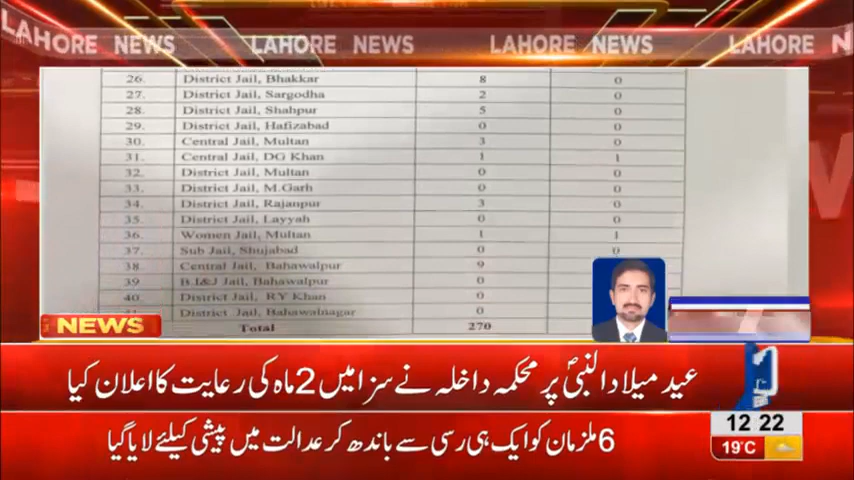 LAHORE NEWS LAHORE NEWS LAHORE NEWS LAHORE N
26. District Jail, Bhakkar 8 0
27. District Jail, Sargodha 2 0
28. District Jail, Shahpur 5 0
29. District Jail, Hafizabad 0 0
30. Central Jail, Multan 3 0
31. Central Jail, DG Khan 1 1
32. District Jail, Multan 0 0
33. District Jail, M.Garh 0 0
34. District Jail, Rajanpur 3 0
35. District Jail, Layyah 0 0
36. Women Jail, Multan 1 1
37. Sub Jail, Shujabad 0 0
38. Central Jail, Bahawalpur 9
39 B.I&J Jail, Bahawalpur 0
40. District Jail, RY Khan 0
41. District Jail, Bahawalnagar 0
Total 270
NEWS
عید میلادالنبیؐ پر محکمہ داخلہ نے سزا میں 2 ماہ کی رعایت کا اعلان کیا
6 ملزمان کو ایک ہی رسی سے باندھ کر عدالت میں پیشی کیلئے لایا گیا
12 22
19°C